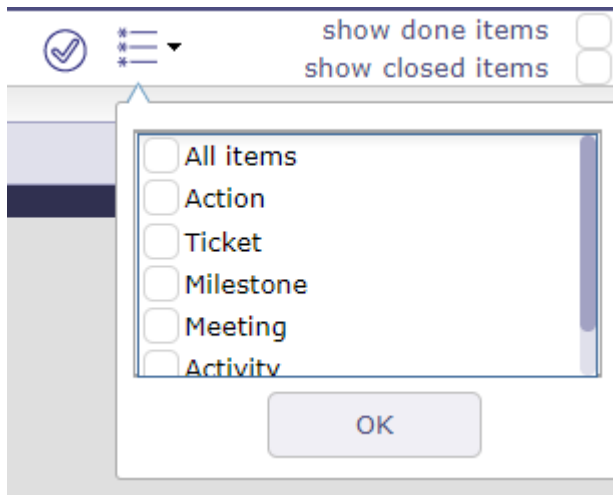 show done items
show closed items
All items
Action
Ticket
Milestone
Meeting
Activity
OK